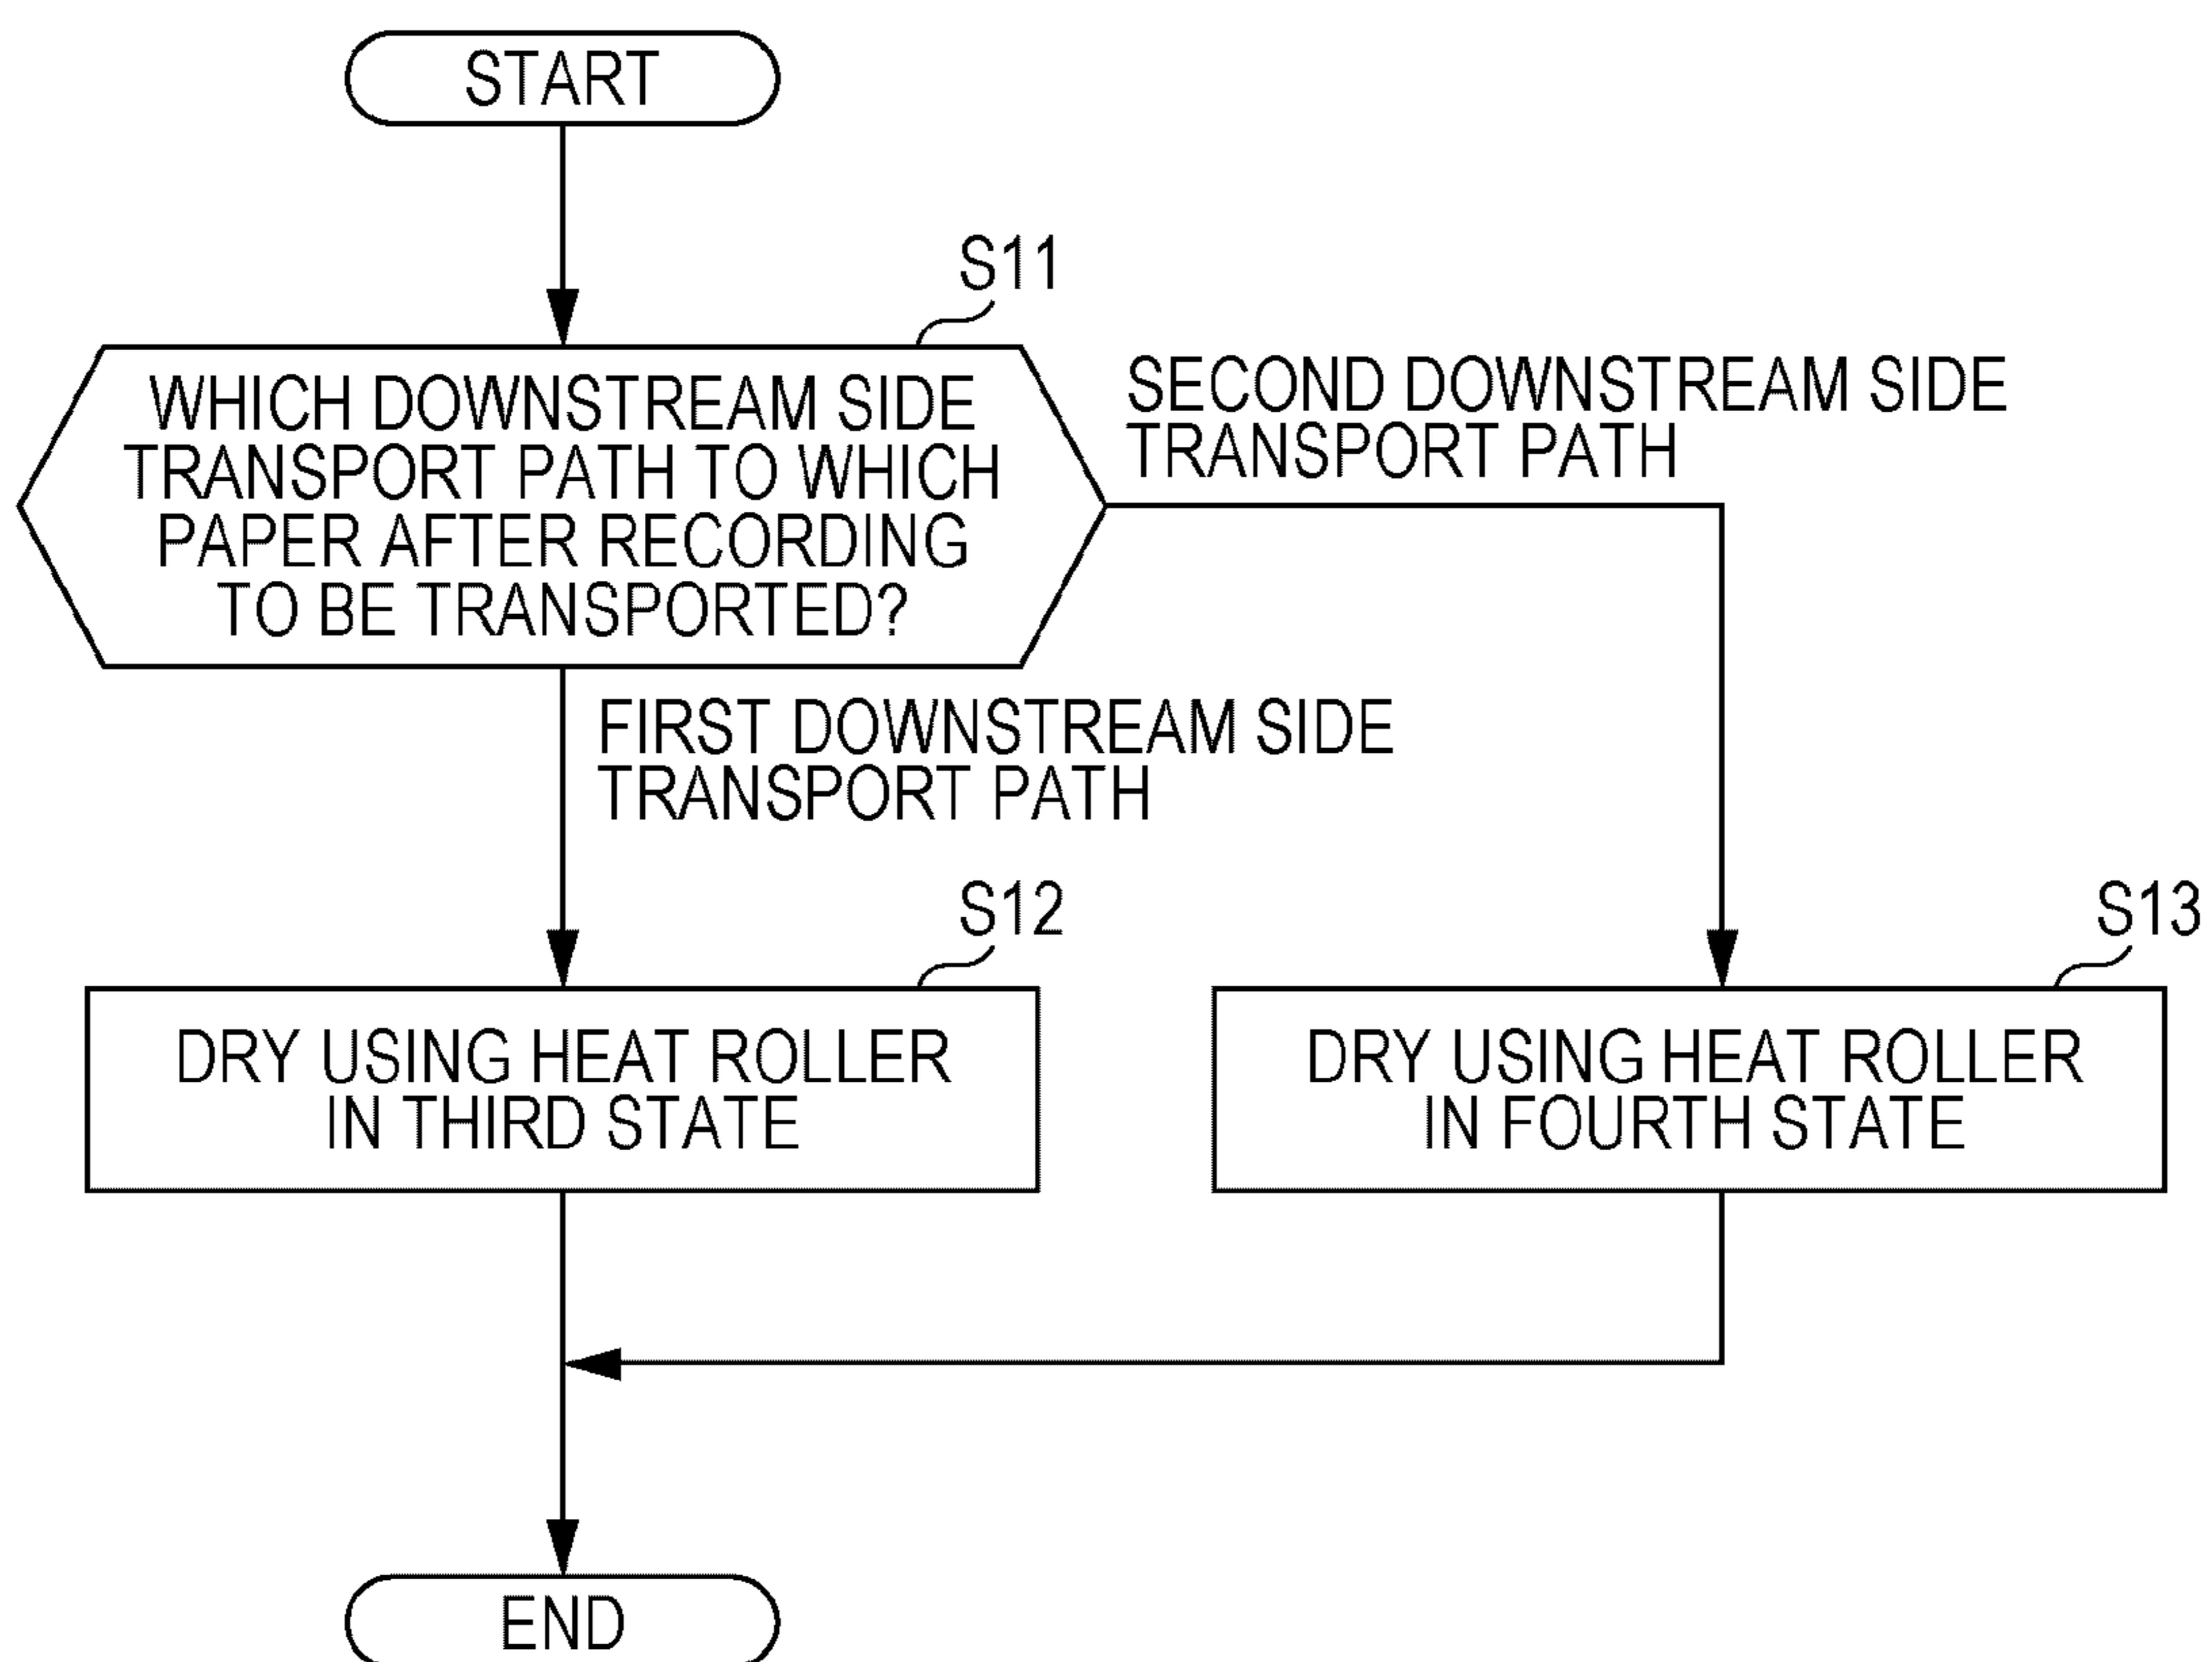 START
S11
WHICH DOWNSTREAM SIDE
TRANSPORT PATH TO WHICH
PAPER AFTER RECORDING
TO BE TRANSPORTED?
SECOND DOWNSTREAM SIDE
TRANSPORT PATH
FIRST DOWNSTREAM SIDE
TRANSPORT PATH
S12
DRY USING HEAT ROLLER
IN THIRD STATE
S13
DRY USING HEAT ROLLER
IN FOURTH STATE
END